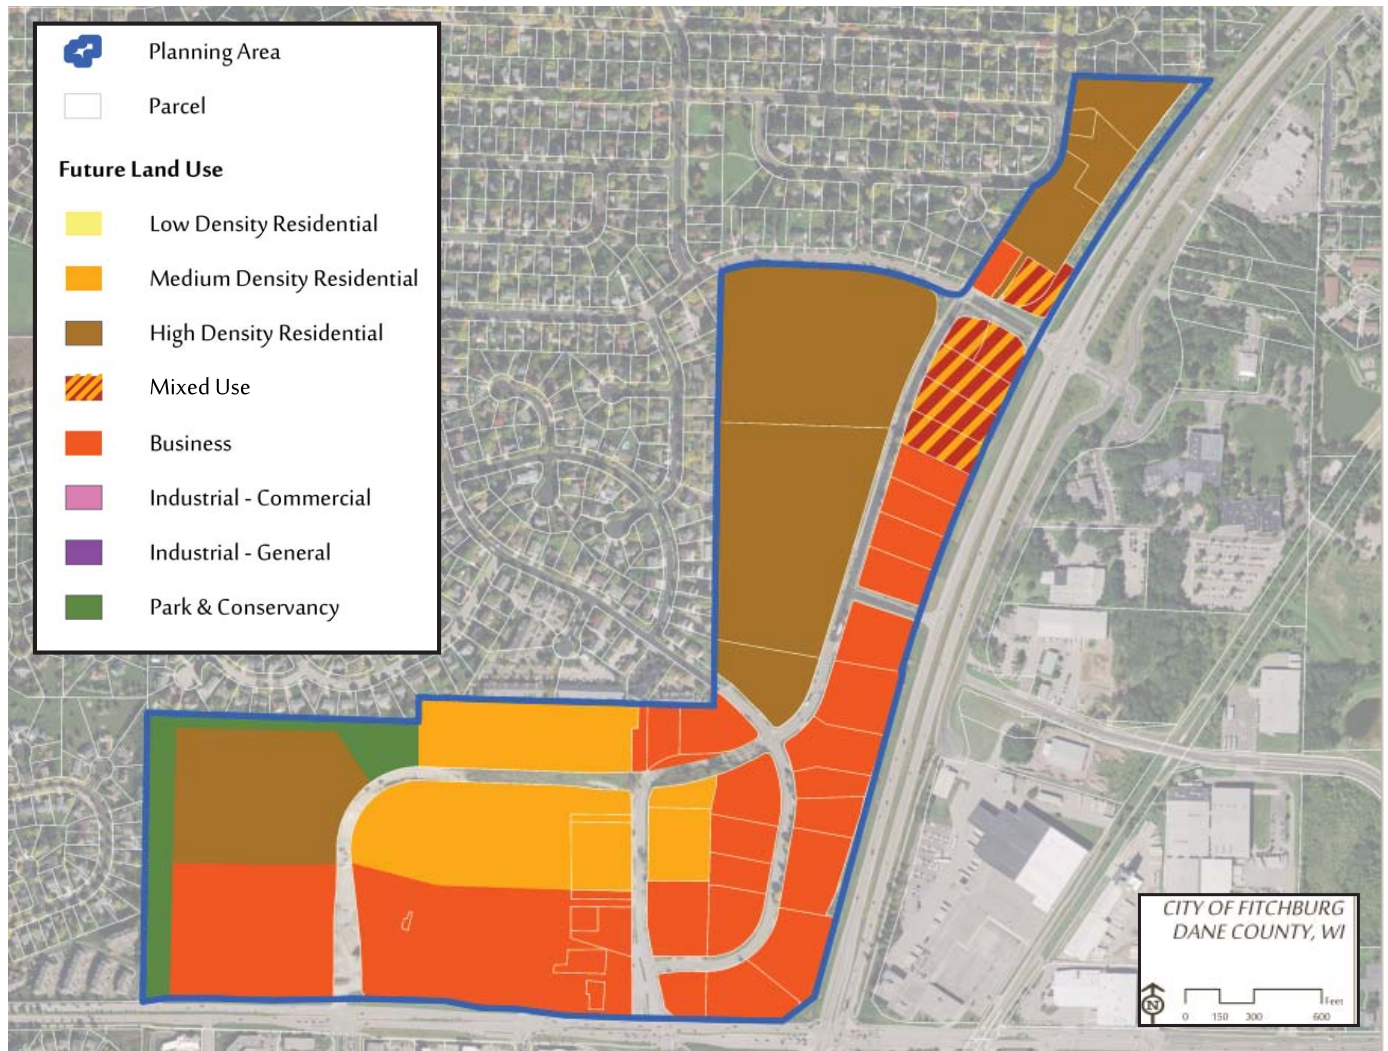 Planning Area
Parcel
Future Land Use
Low Density Residential
Medium Density Residential
High Density Residential
Mixed Use
Business
Industrial - Commercial
Industrial - General
Park & Conservancy
CITY OF FITCHBURG
DANE COUNTY, WI
N
Feet
0 150 300 600